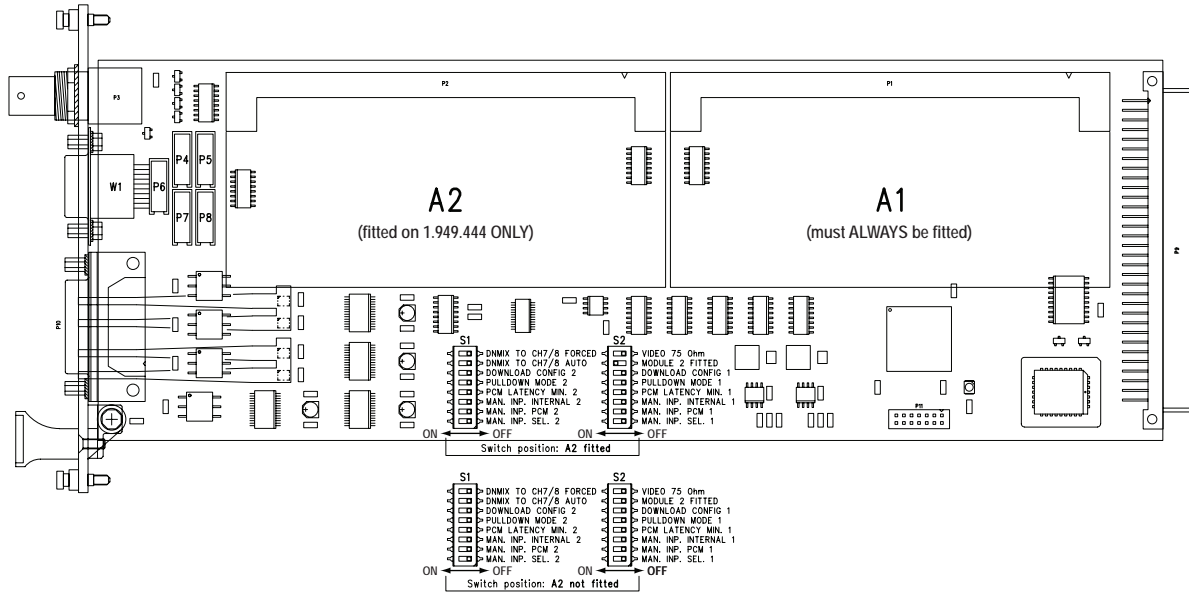 P3
P2
P1
P4
P5
W1
P6
P7
P8
A2
(fitted on 1.949.444 ONLY)
A1
(must ALWAYS be fitted)
P9
P10
P11
S1
DNMIX TO CH7/8 FORCED
DNMIX TO CH7/8 AUTO
DOWNLOAD CONFIG 2
PULLDOWN MODE 2
PCM LATENCY MIN. 2
MAN. INTERNAL 2
MAN. INP. PCM 2
MAN. INP. SEL. 2
ON OFF
S2
VIDEO 75 Ohm
MODULE 2 FITTED
DOWNLOAD CONFIG 1
PULLDOWN MODE 1
PCM LATENCY MIN. 1
MAN. INP. INTERNAL 1
MAN. INP. PCM 1
MAN. INP. SEL. 1
ON OFF
Switch position: A2 fitted
S1
DNMIX TO CH7/8 FORCED
DNMIX TO CH7/8 AUTO
DOWNLOAD CONFIG 2
PULLDOWN MODE 2
PCM LATENCY MIN. 2
MAN. INP. INTERNAL 2
MAN. INP. PCM 2
MAN. INP. SEL. 2
ON OFF
S2
VIDEO 75 Ohm
MODULE 2 FITTED
DOWNLOAD CONFIG 1
PULLDOWN MODE 1
PCM LATENCY MIN. 1
MAN. INP. INTERNAL 1
MAN. INP. PCM 1
MAN. INP. SEL. 1
ON OFF
Switch position: A2 not fitted